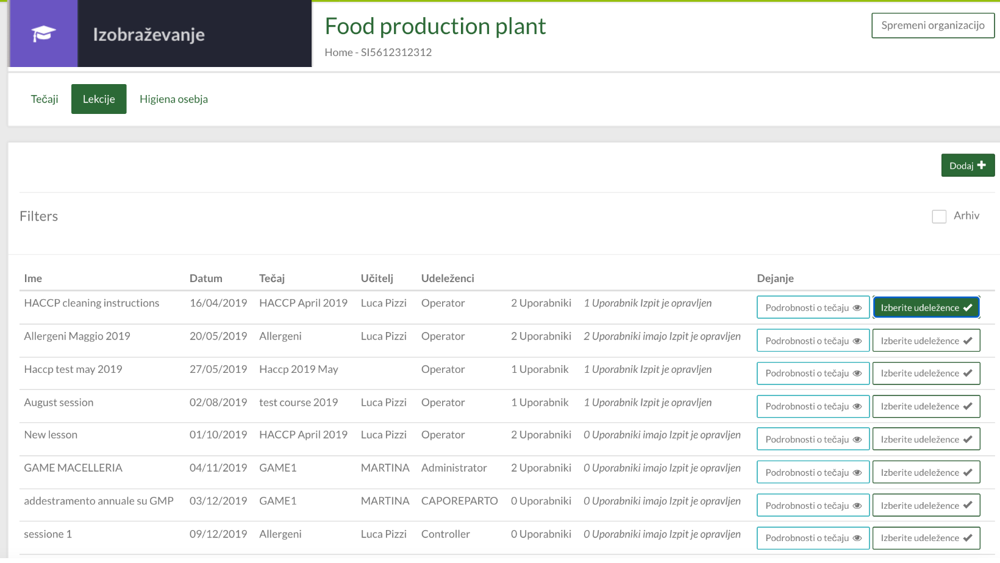 Izobraževanje
Food production plant
Home - SI5612312312
Spremeni organizacijo
Tečaji Lekcije Higiena osebja
Dodaj
Filters
Arhiv
Ime Datum Tečaj Učitelj Udeleženci Dejanje
HACCP cleaning instructions 16/04/2019 HACCP April 2019 Luca Pizzi Operator 2 Uporabniki 1 Uporabnik Izpit je opravljen Podrobnosti o tečaju Izberite udeležence
Allergeni Maggio 2019 20/05/2019 Allergeni Luca Pizzi Operator 2 Uporabniki 2 Uporabniki imajo Izpit je opravljen Podrobnosti o tečaju Izberite udeležence
Haccp test may 2019 27/05/2019 Haccp 2019 May Operator 1 Uporabnik 1 Uporabnik Izpit je opravljen Podrobnosti o tečaju Izberite udeležence
August session 02/08/2019 test course 2019 Luca Pizzi Operator 1 Uporabnik 1 Uporabnik Izpit je opravljen Podrobnosti o tečaju Izberite udeležence
New lesson 01/10/2019 HACCP April 2019 Luca Pizzi Operator 2 Uporabniki 0 Uporabniki imajo Izpit je opravljen Podrobnosti o tečaju Izberite udeležence
GAME MACELLERIA 04/11/2019 GAME1 MARTINA Administrator 2 Uporabniki 0 Uporabniki imajo Izpit je opravljen Podrobnosti o tečaju Izberite udeležence
addestramento annuale su GMP 03/12/2019 GAME1 MARTINA CAPOREPARTO 0 Uporabniki 0 Uporabniki imajo Izpit je opravljen Podrobnosti o tečaju Izberite udeležence
sessione 1 09/12/2019 Allergeni Luca Pizzi Controller 0 Uporabniki 0 Uporabniki imajo Izpit je opravljen Podrobnosti o tečaju Izberite udeležence